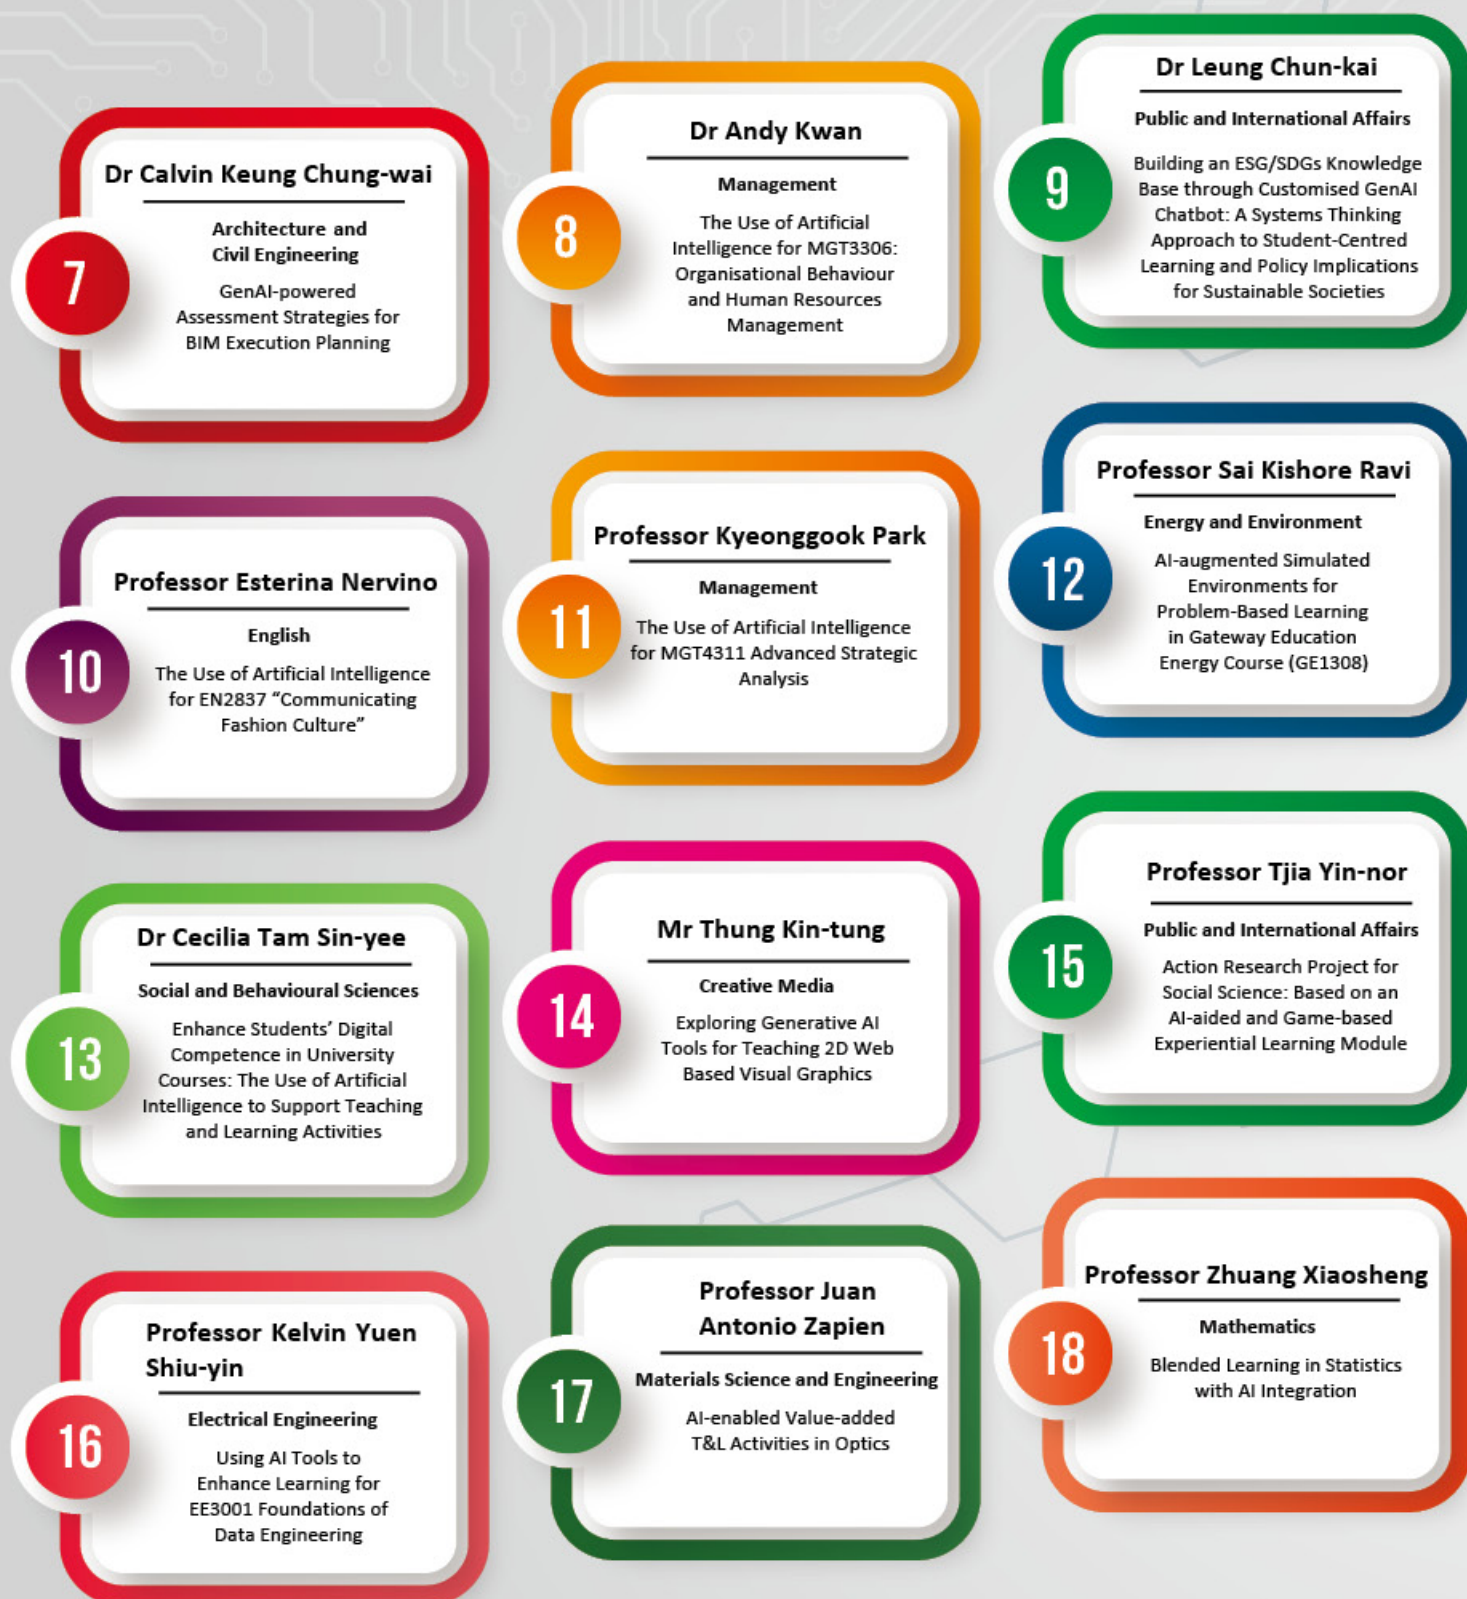 7
Dr Calvin Keung Chung-wai
Architecture and
Civil Engineering
GenAI-powered
Assessment Strategies for
BIM Execution Planning
8
Dr Andy Kwan
Management
The Use of Artificial
Intelligence for MGT3306:
Organisational Behaviour
and Human Resources
Management
9
Dr Leung Chun-kai
Public and International Affairs
Building an ESG/SDGs Knowledge
Base through Customised GenAI
Chatbot: A Systems Thinking
Approach to Student-Centred
Learning and Policy Implications
for Sustainable Societies
10
Professor Esterina Nervino
English
The Use of Artificial Intelligence
for EN2837 “Communicating
Fashion Culture”
11
Professor Kyeonggook Park
Management
The Use of Artificial Intelligence
for MGT4311 Advanced Strategic
Analysis
12
Professor Sai Kishore Ravi
Energy and Environment
AI-augmented Simulated
Environments for
Problem-Based Learning
in Gateway Education
Energy Course (GE1308)
13
Dr Cecilia Tam Sin-yee
Social and Behavioural Sciences
Enhance Students’ Digital
Competence in University
Courses: The Use of Artificial
Intelligence to Support Teaching
and Learning Activities
14
Mr Thung Kin-tung
Creative Media
Exploring Generative AI
Tools for Teaching 2D Web
Based Visual Graphics
15
Professor Tjia Yin-nor
Public and International Affairs
Action Research Project for
Social Science: Based on an
AI-aided and Game-based
Experiential Learning Module
16
Professor Kelvin Yuen
Shiu-yin
Electrical Engineering
Using AI Tools to
Enhance Learning for
EE3001 Foundations of
Data Engineering
17
Professor Juan
Antonio Zapien
Materials Science and Engineering
AI-enabled Value-added
T&L Activities in Optics
18
Professor Zhuang Xiaosheng
Mathematics
Blended Learning in Statistics
with AI Integration